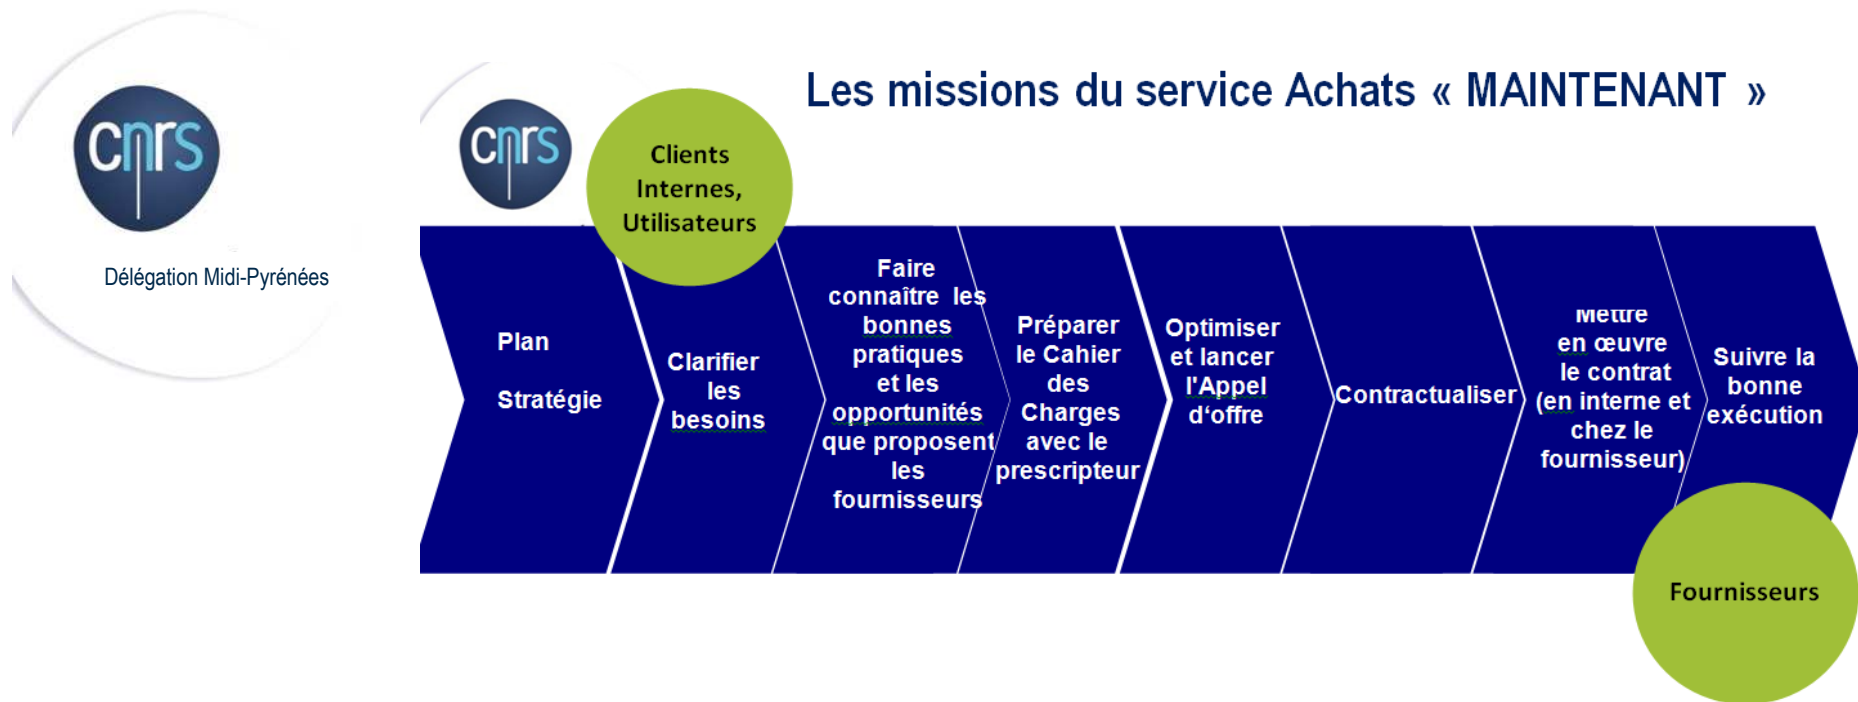 cnrs
Délégation Midi-Pyrénées
cnrs
Les missions du service Achats « MAINTENANT »
Clients
Internes,
Utilisateurs
Plan
Stratégie
Clarifier
les
besoins
Faire
connaître les
bonnes
pratiques
et les
opportunités
que proposent
les
fournisseurs
Préparer
le Cahier
des
Charges
avec le
prescripteur
Optimiser
et lancer
l'Appel
d‘offre
Contractualiser
Mettre
en œuvre
le contrat
(en interne et
chez le
fournisseur)
Suivre la
bonne
exécution
Fournisseurs